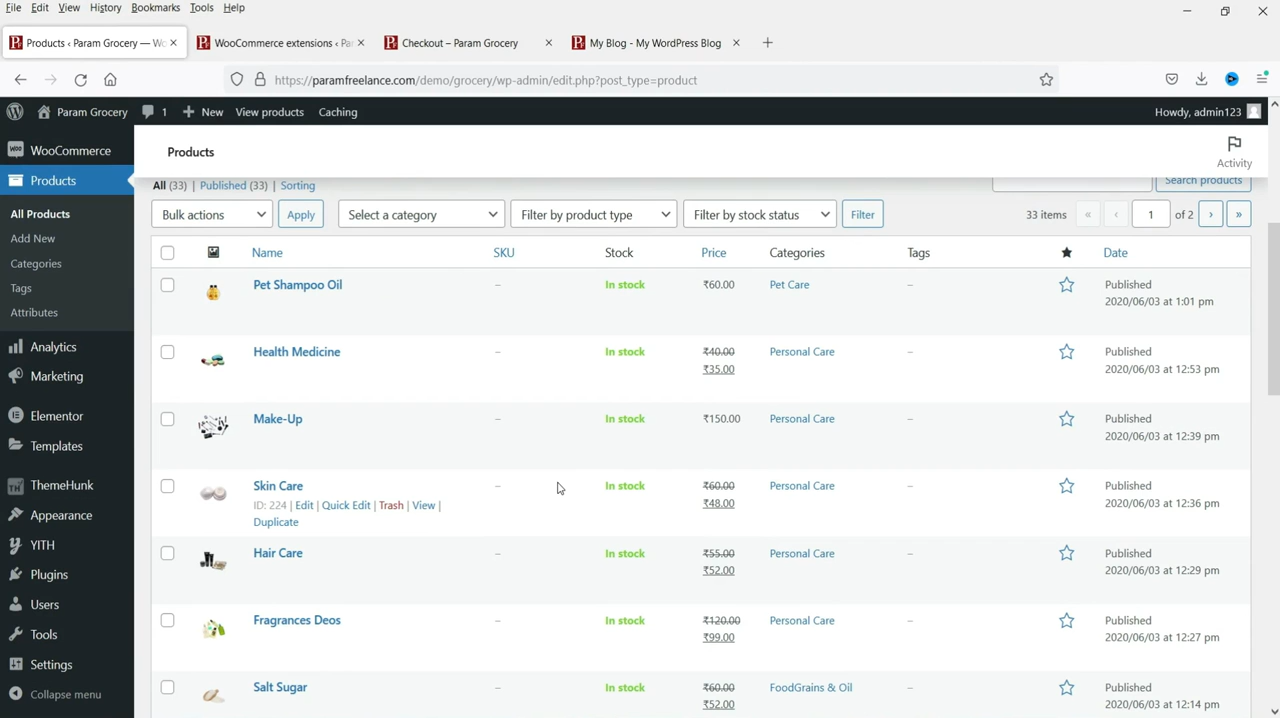 File Edit View History Bookmarks Tools Help
Products ‹ Param Grocery — Wo
WooCommerce extensions ‹ Pa
Checkout – Param Grocery
My Blog - My WordPress Blog
https://paramfreelance.com/demo/grocery/wp-admin/edit.php?post_type=product
Param Grocery 1 New View products Caching Howdy, admin123
WooCommerce
Products
All Products
Add New
Categories
Tags
Attributes
Analytics
Marketing
Elementor
Templates
ThemeHunk
Appearance
YITH
Plugins
Users
Tools
Settings
Collapse menu
Products
Activity
All (33) | Published (33) | Sorting
Search products
Bulk actions Apply Select a category Filter by product type Filter by stock status Filter 33 items « ‹ 1 of 2 › »
Name SKU Stock Price Categories Tags Date
Pet Shampoo Oil – In stock ₹60.00 Pet Care – Published
2020/06/03 at 1:01 pm
Health Medicine – In stock ₹40.00 Personal Care – Published
₹35.00 2020/06/03 at 12:53 pm
Make-Up – In stock ₹150.00 Personal Care – Published
2020/06/03 at 12:39 pm
Skin Care – In stock ₹60.00 Personal Care – Published
ID: 224 | Edit | Quick Edit | Trash | View | ₹48.00 2020/06/03 at 12:36 pm
Duplicate
Hair Care – In stock ₹55.00 Personal Care – Published
₹52.00 2020/06/03 at 12:29 pm
Fragrances Deos – In stock ₹120.00 Personal Care – Published
₹99.00 2020/06/03 at 12:27 pm
Salt Sugar – In stock ₹60.00 FoodGrains & Oil – Published
₹52.00 2020/06/03 at 12:14 pm